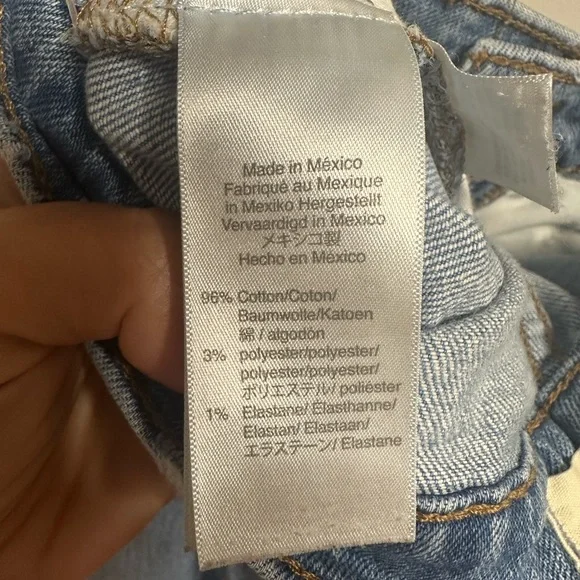 Made in México
Fabriqué au Mexique
in Mexiko Hergestellt
Vervaardigd in Mexico
メキシコ製
Hecho en México
96% Cotton/Coton/
Baumwolle/Katoen
綿 / algodón
3% polyester/polyester/
polyester/polyester/
ポリエステル/ poliéster
1% Elastane/ Élasthanne/
Elastan/ Elastaan/
エラステーン/ Elastane